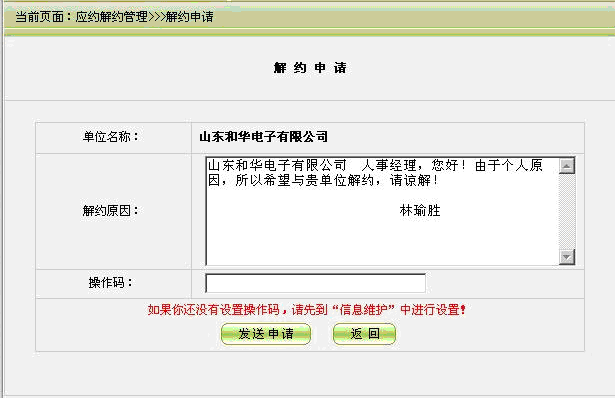 当前页面：应约解约管理>>>解约申请
解 约 申 请
单位名称： 山东和华电子有限公司
解约原因： 山东和华电子有限公司 人事经理，您好！由于个人原
因，所以希望与贵单位解约，请谅解！
林瑜胜
操作码：
如果你还没有设置操作码，请先到“信息维护”中进行设置！
发送申请 返 回